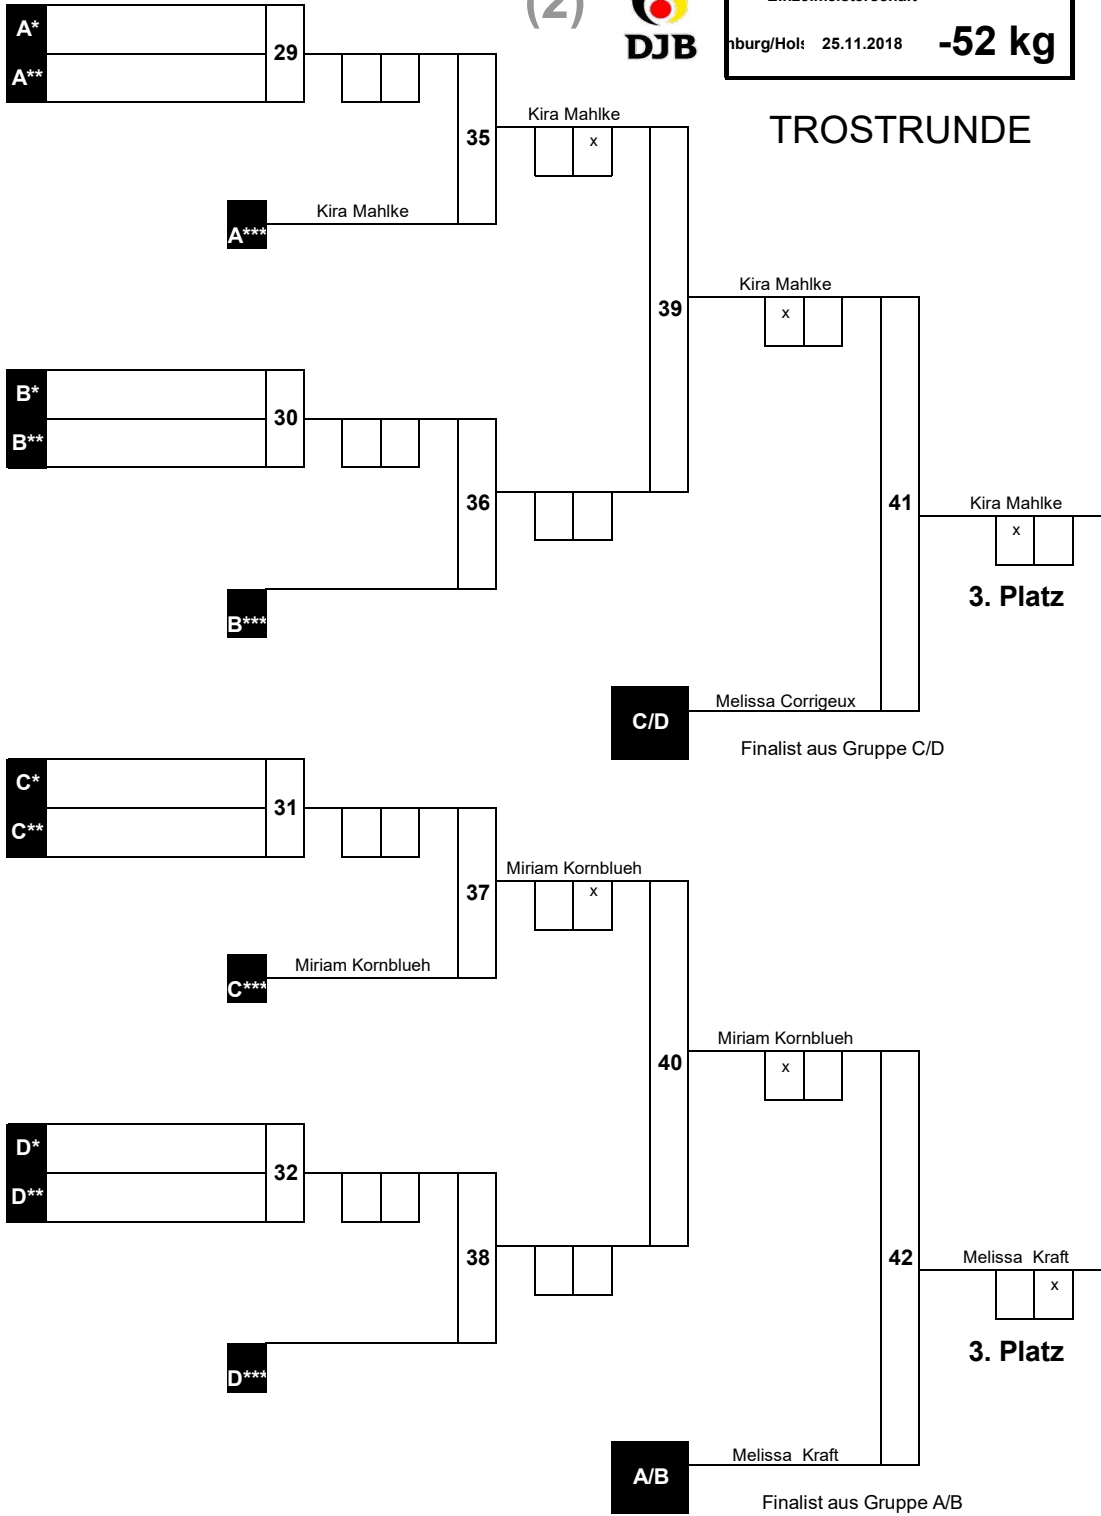 (2)
DJB
25.11.2018 -52 kg
TROSTRUNDE
A*
A**
29
35
Kira Mahlke
x
A***
Kira Mahlke
39
Kira Mahlke
x
B*
B**
30
36
B***
41
Kira Mahlke
x
3. Platz
C/D
Melissa Corrigeux
Finalist aus Gruppe C/D
C*
C**
31
37
Miriam Kornblueh
x
C***
Miriam Kornblueh
40
Miriam Kornblueh
x
D*
D**
32
38
D***
42
Melissa Kraft
x
3. Platz
A/B
Melissa Kraft
Finalist aus Gruppe A/B